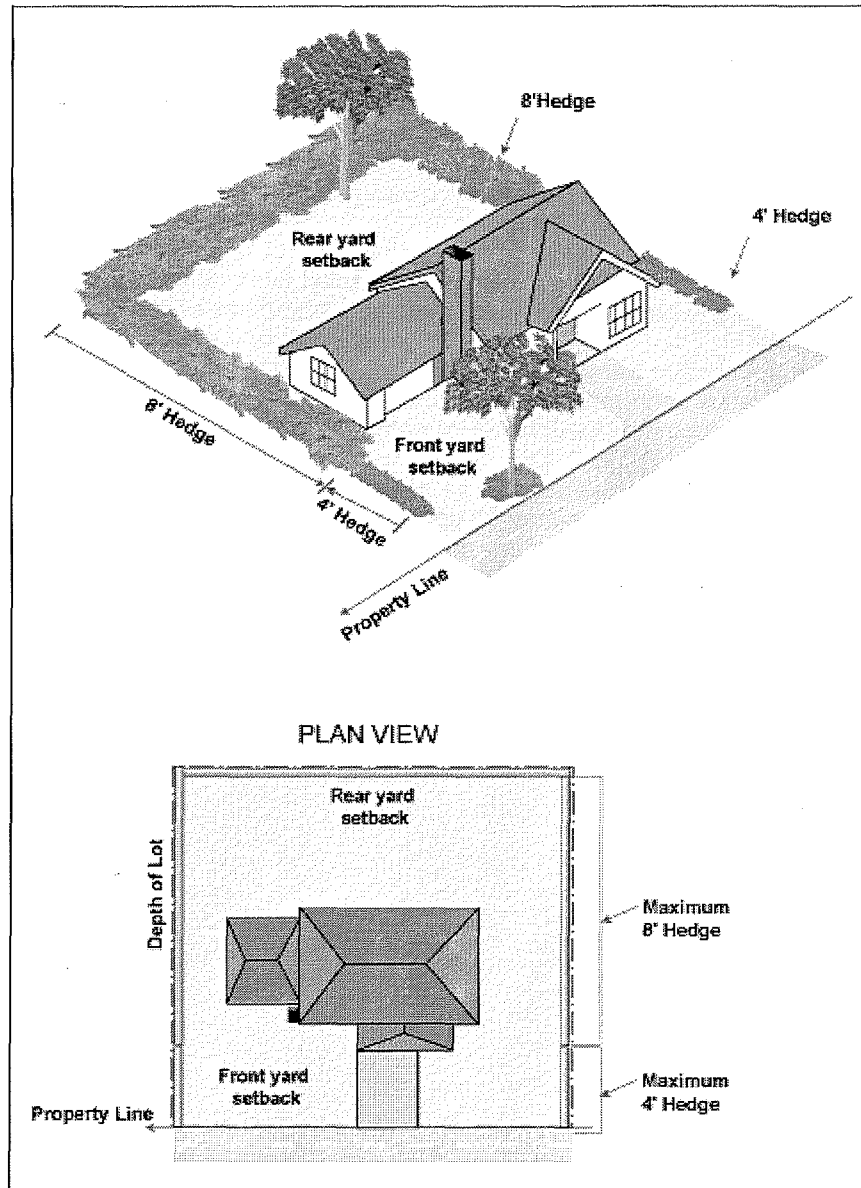 8'Hedge
4' Hedge
Rear yard
setback
8' Hedge
Front yard
setback
4' Hedge
Property Line
PLAN VIEW
Rear yard
setback
Depth of Lot
Maximum
8' Hedge
Front yard
setback
Maximum
4' Hedge
Property Line